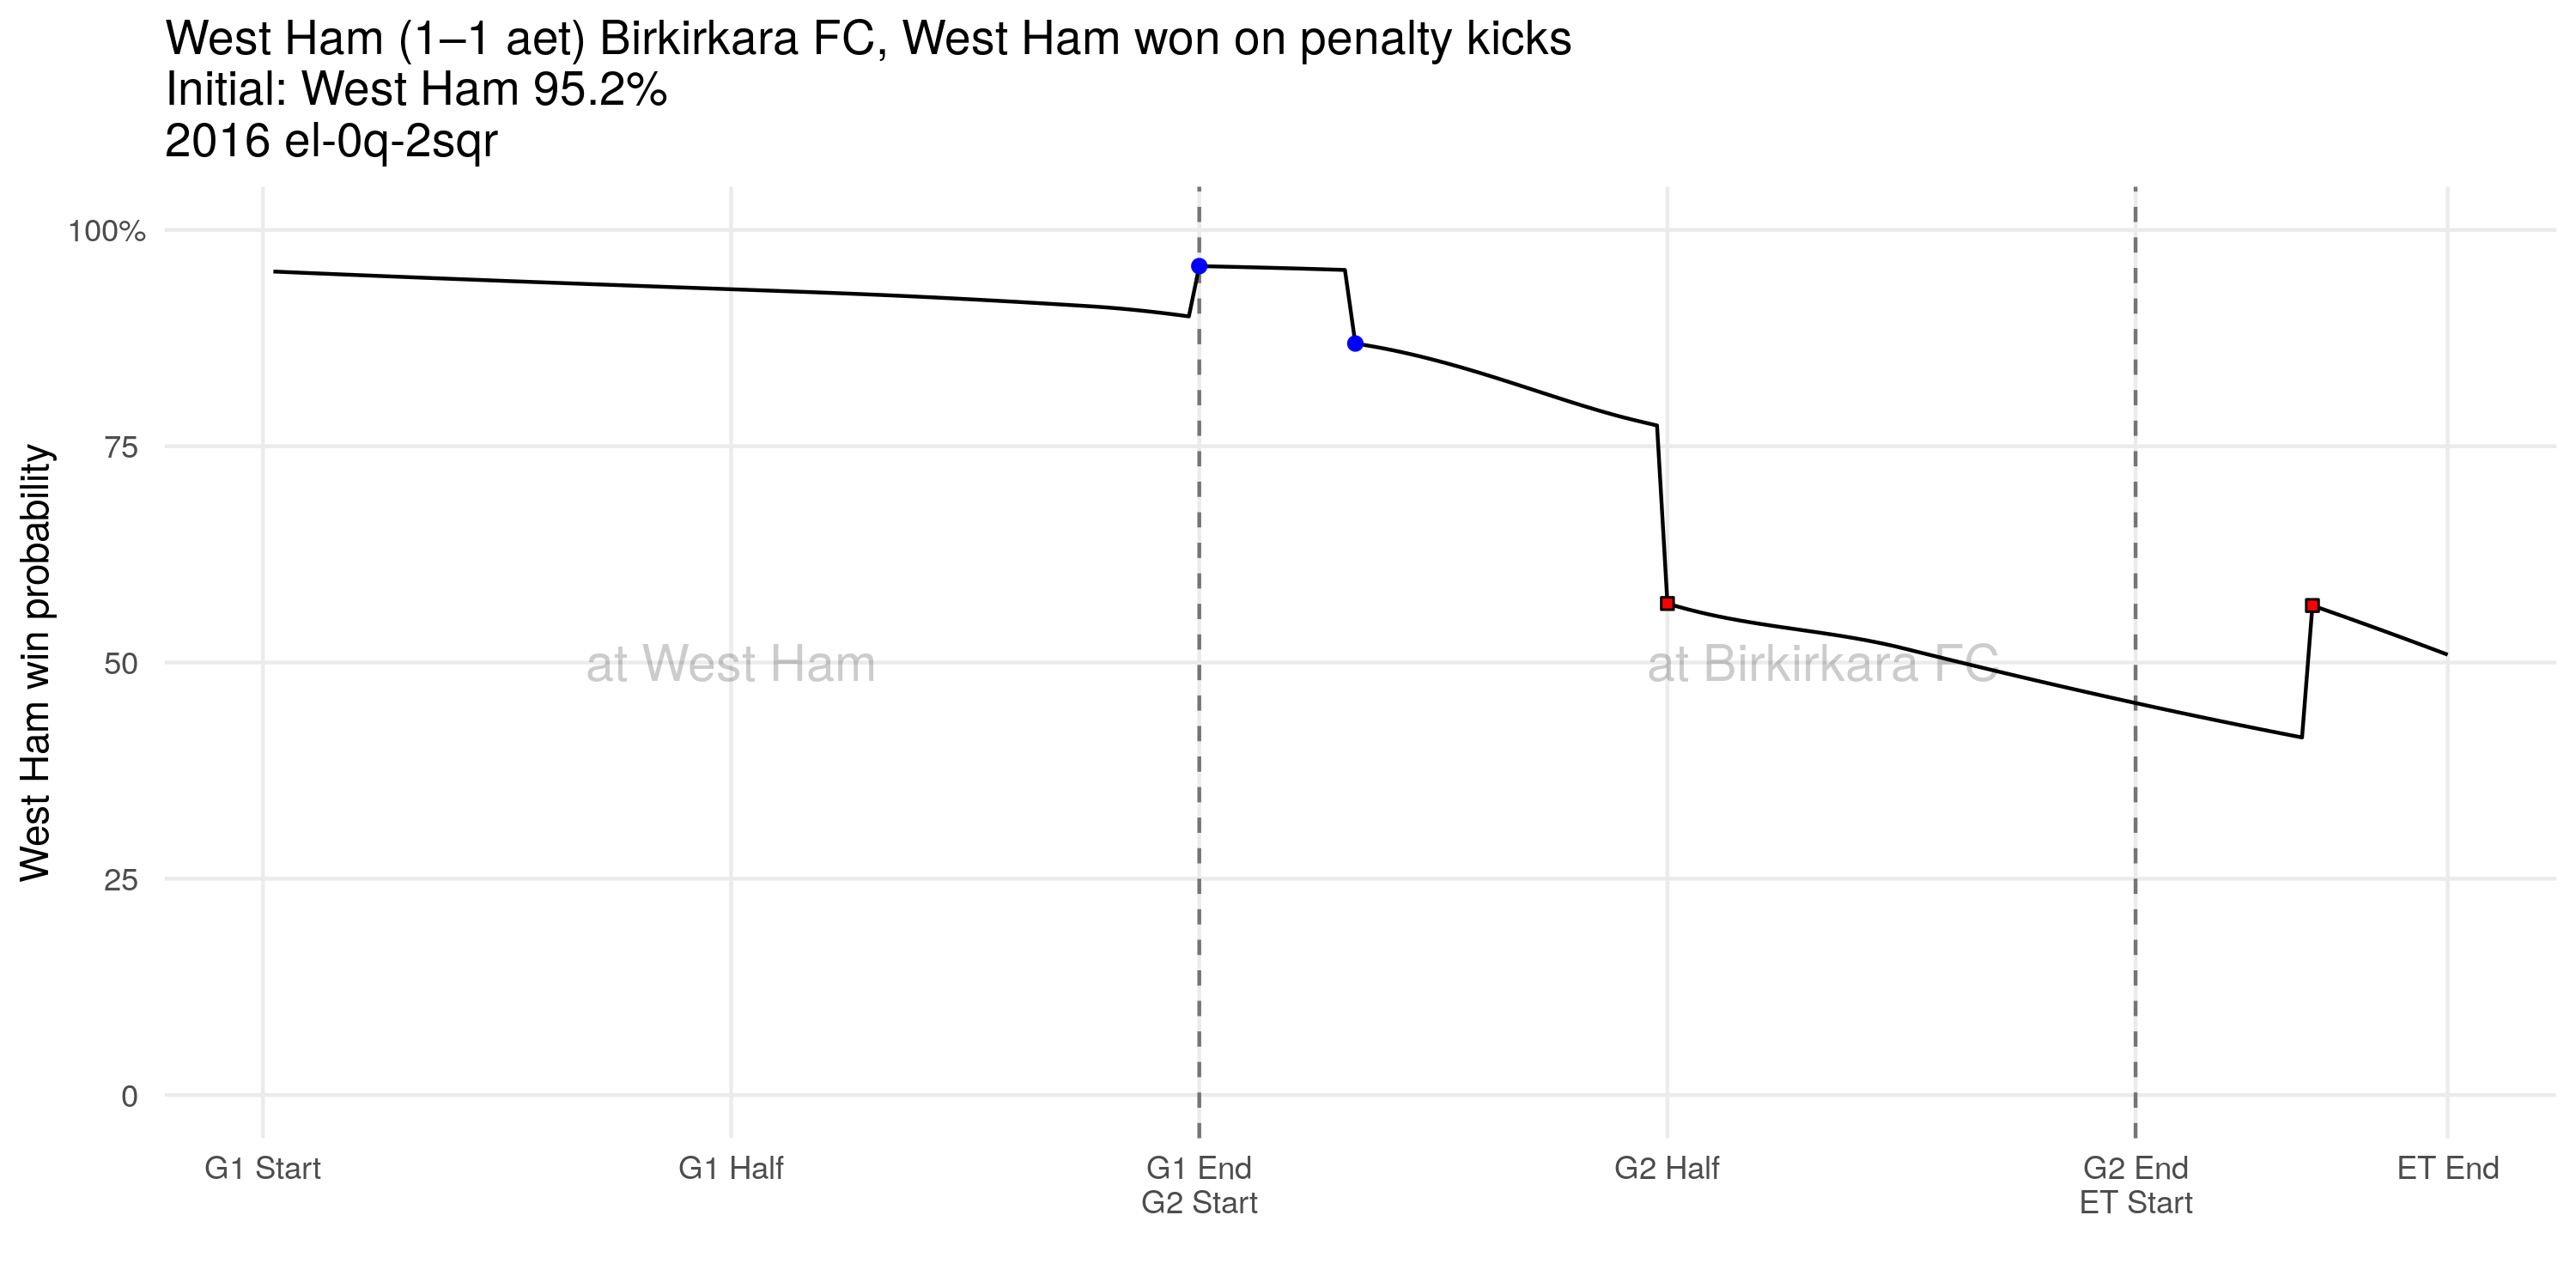 West Ham (1–1 aet) Birkirkara FC, West Ham won on penalty kicks
Initial: West Ham 95.2%
2016 el-0q-2sqr
West Ham win probability
100%
75
50
25
0
at West Ham
at Birkirkara FC
G1 Start
G1 Half
G1 End
G2 Start
G2 Half
G2 End
ET Start
ET End